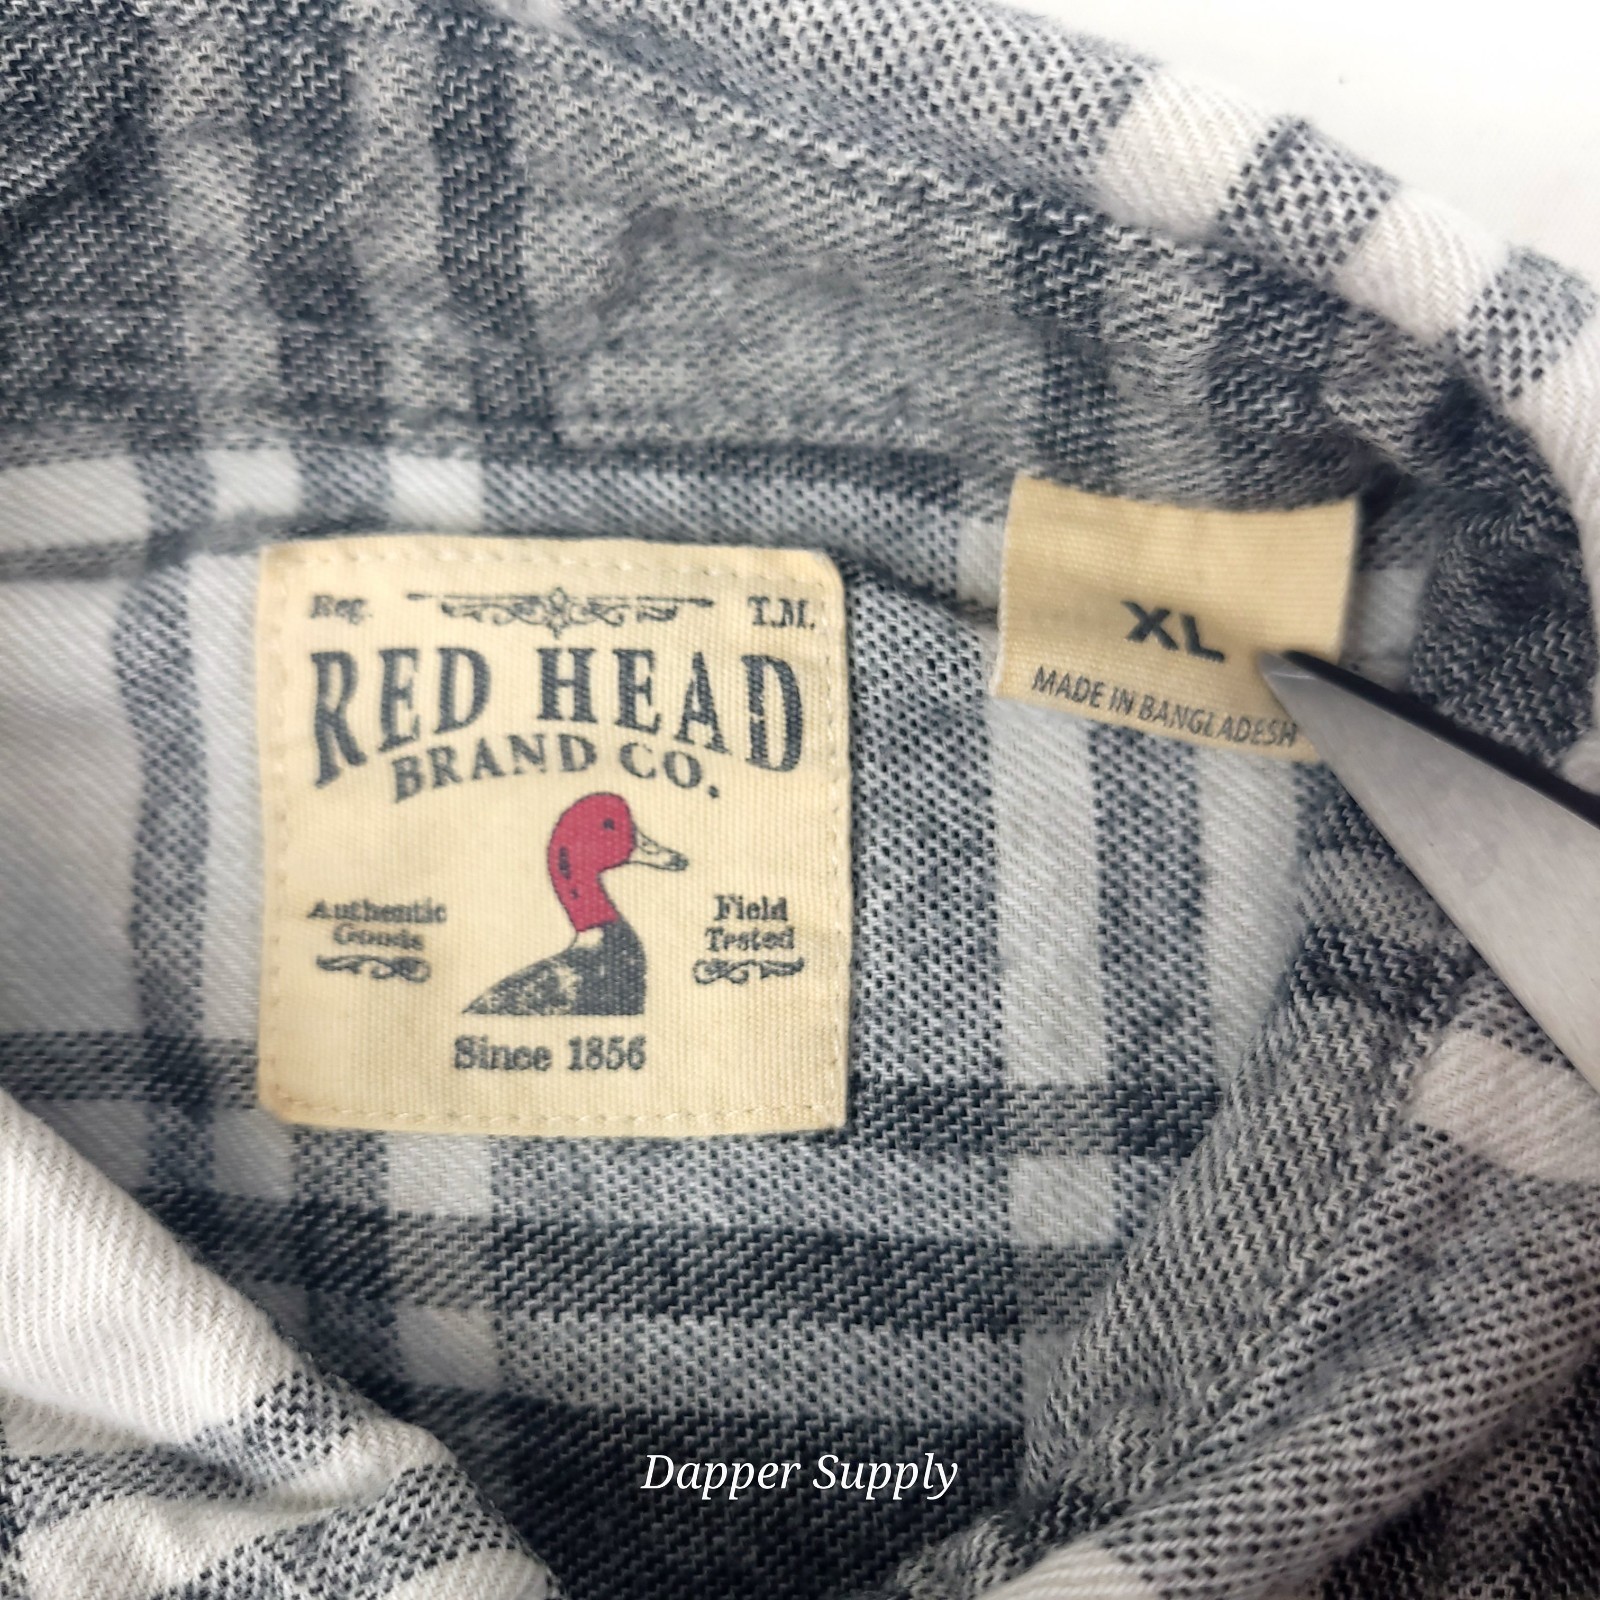 Reg. T.M.
RED HEAD
BRAND CO.
Authentic
Goods
Field
Tested
Since 1856
XL
MADE IN BANGLADESH
Dapper Supply